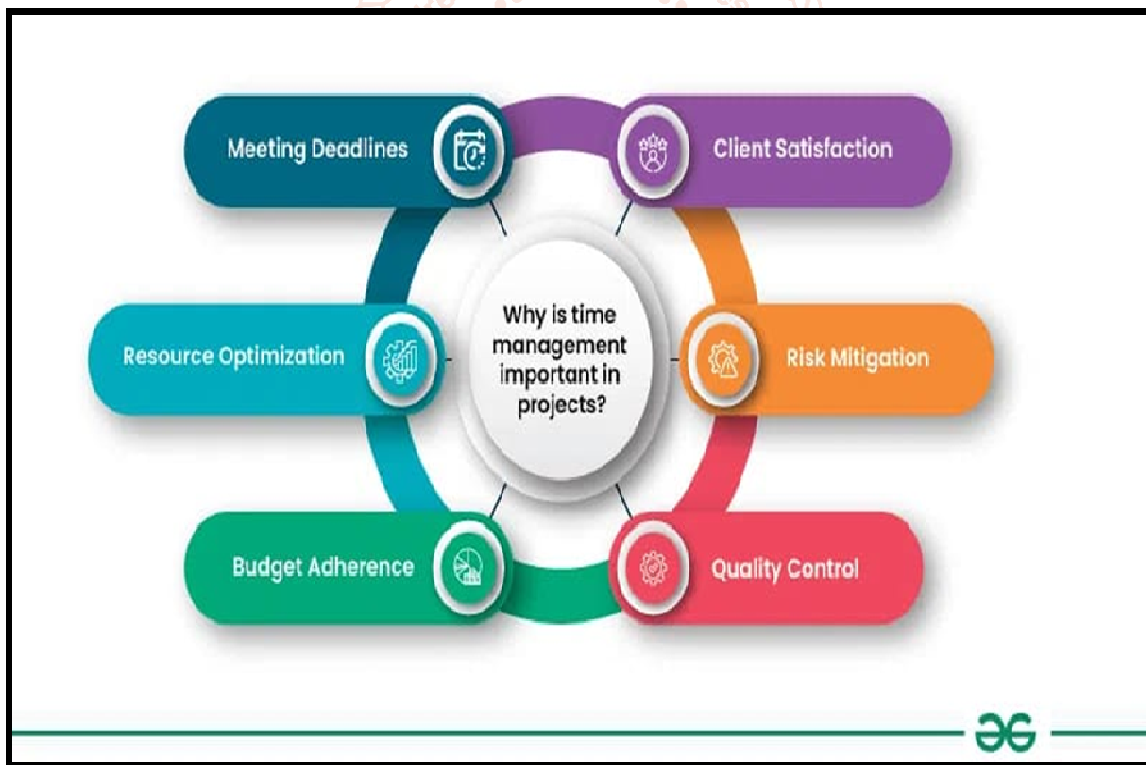 Meeting Deadlines
Client Satisfaction
Why is time
management
important in
projects?
Resource Optimization
Risk Mitigation
Budget Adherence
Quality Control